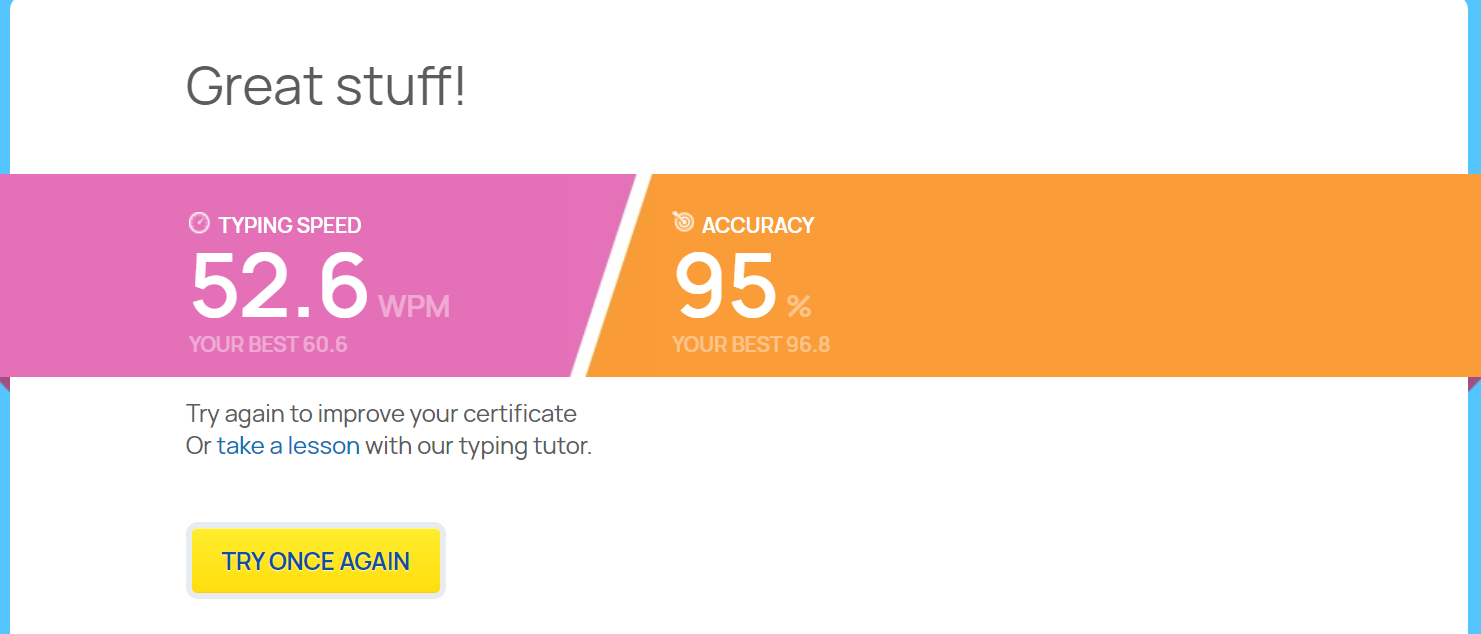 Great stuff!
TYPING SPEED
52.6 WPM
YOUR BEST 60.6
ACCURACY
95 %
YOUR BEST 96.8
Try again to improve your certificate
Or take a lesson with our typing tutor.
TRY ONCE AGAIN